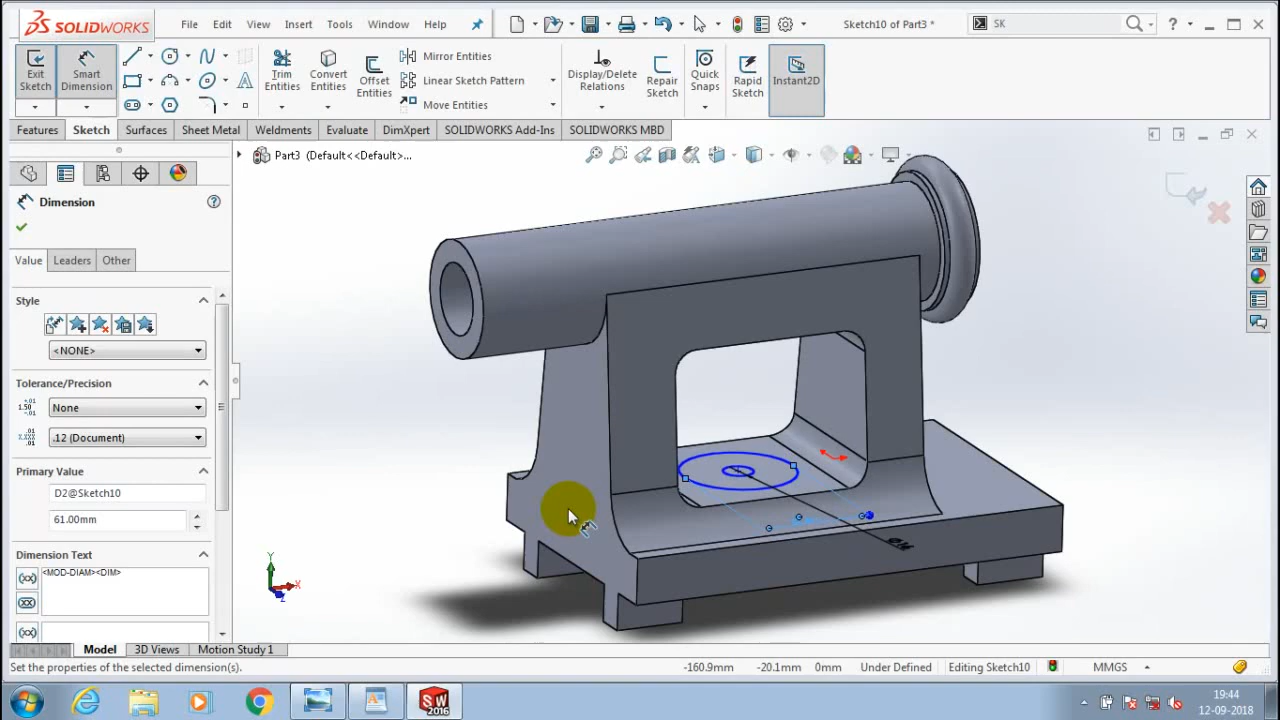 SOLIDWORKS
File Edit View Insert Tools Window Help
Sketch10 of Part3 *
SK
Exit Sketch
Smart Dimension
Trim Entities
Convert Entities
Offset Entities
Mirror Entities
Linear Sketch Pattern
Move Entities
Display/Delete Relations
Repair Sketch
Quick Snaps
Rapid Sketch
Instant2D
Features Sketch Surfaces Sheet Metal Weldments Evaluate DimXpert SOLIDWORKS Add-Ins SOLIDWORKS MBD
Part3 (Default<<Default>...
Dimension
Value Leaders Other
Style
<NONE>
Tolerance/Precision
None
.12 (Document)
Primary Value
D2@Sketch10
61.00mm
Dimension Text
<MOD-DIAM><DIM>
Y
X
Z
Model 3D Views Motion Study 1
Set the properties of the selected dimension(s).
-160.9mm -20.1mm 0mm Under Defined Editing Sketch10 MMGS
SW 2016
19:44
12-09-2018